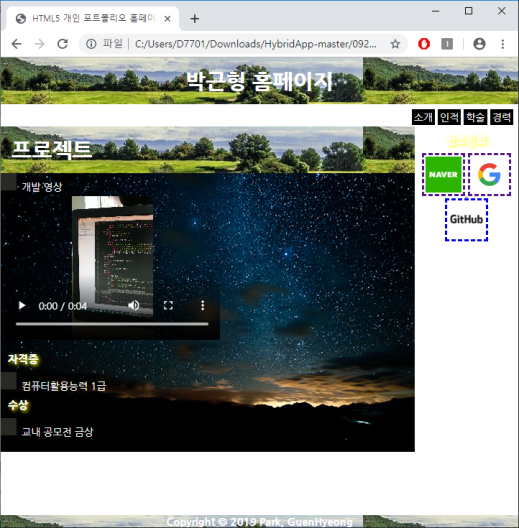 HTML5 개인 포트폴리오 홈페이
파일 | C:/Users/D7701/Downloads/HybridApp-master/092...
박근형 홈페이지
소개 인적 학술 경력
프로젝트
NAVER
G
GitHub
개발 영상
0:00 / 0:04
자격증
컴퓨터활용능력 1급
수상
교내 공모전 금상
Copyright © 2019 Park, GuenHyeong